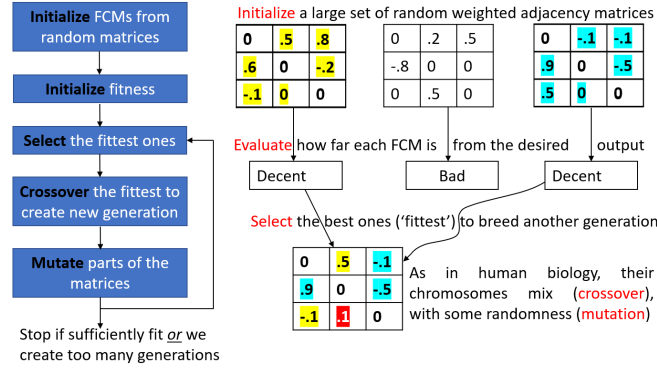 Initialize FCMs from
random matrices
Initialize fitness
Select the fittest ones
Crossover the fittest to
create new generation
Mutate parts of the
matrices
Stop if sufficiently fit or we
create too many generations
Initialize a large set of random weighted adjacency matrices
0 .5 .8
.6 0 -.2
-.1 0 0
0 .2 .5
-.8 0 0
0 .5 0
0 -.1 -.1
.9 0 -.5
.5 0 0
Evaluate how far each FCM is from the desired output
Decent
Bad
Decent
Select the best ones ('fittest') to breed another generation
0 .5 -.1
.9 0 -.5
-.1 .1 0
As in human biology, their
chromosomes mix (crossover),
with some randomness (mutation)